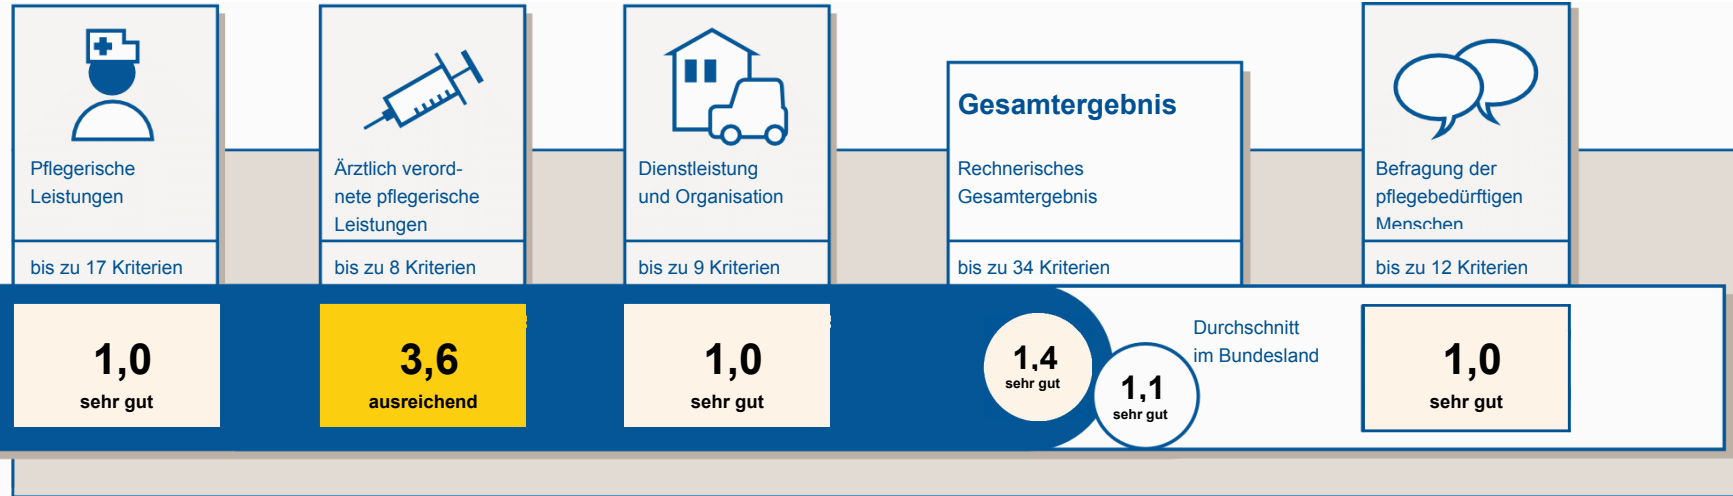 Pflegerische
Leistungen
bis zu 17 Kriterien
1,0
sehr gut
Ärztlich verord-
nete pflegerische
Leistungen
bis zu 8 Kriterien
3,6
ausreichend
Dienstleistung
und Organisation
bis zu 9 Kriterien
1,0
sehr gut
Gesamtergebnis
Rechnerisches
Gesamtergebnis
bis zu 34 Kriterien
1,4
sehr gut
1,1
sehr gut
Durchschnitt
im Bundesland
Befragung der
pflegebedürftigen
Menschen
bis zu 12 Kriterien
1,0
sehr gut